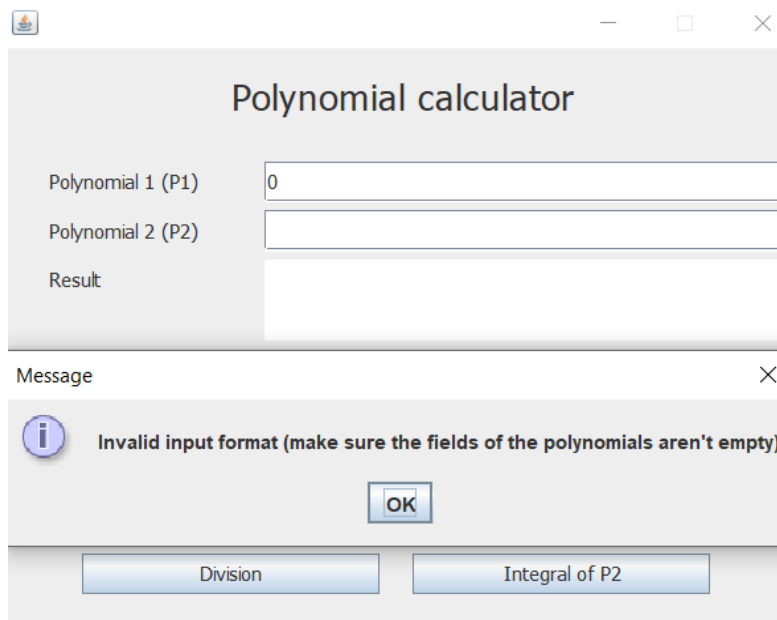 Polynomial calculator
Polynomial 1 (P1)
0
Polynomial 2 (P2)
Result
Message
Invalid input format (make sure the fields of the polynomials aren't empty)
OK
Division
Integral of P2